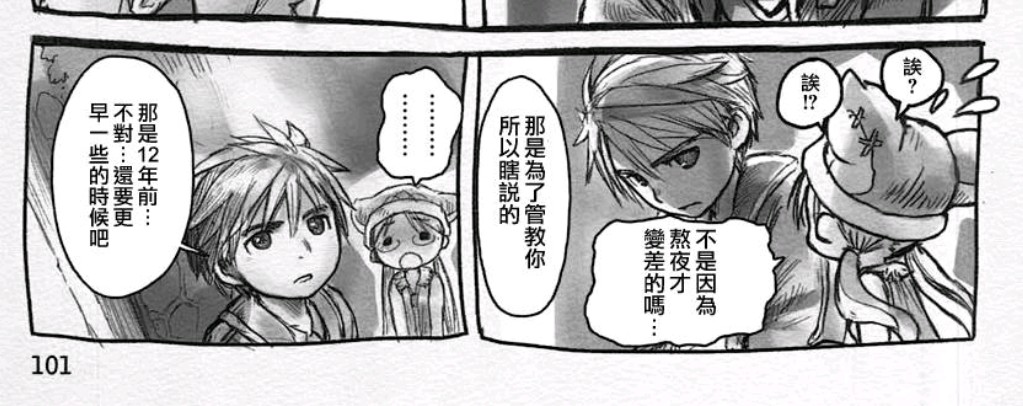 誒?
誒!?
不是因為
熬夜才
變差的嗎…
那是為了管教你
所以瞎説的
…………
那是12年前…
不對…還要更
早一些的時候吧
101